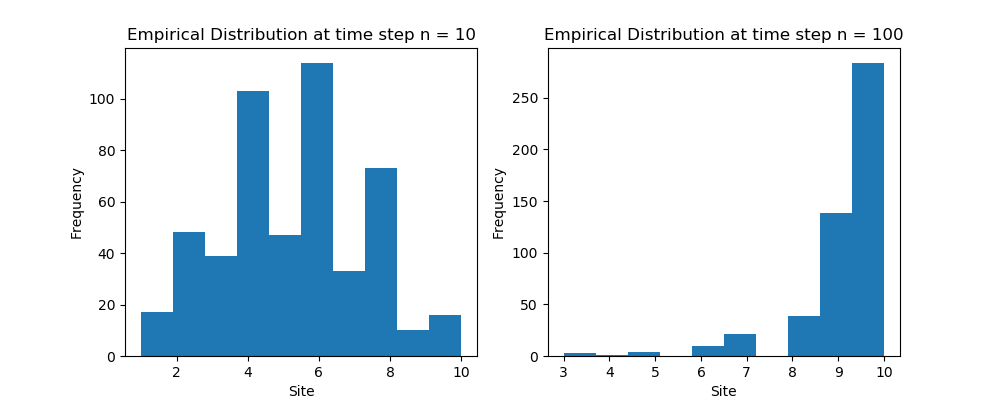 Empirical Distribution at time step n = 10
Frequency
100
80
60
40
20
0
2 4 6 8 10
Site
Empirical Distribution at time step n = 100
Frequency
250
200
150
100
50
0
3 4 5 6 7 8 9 10
Site